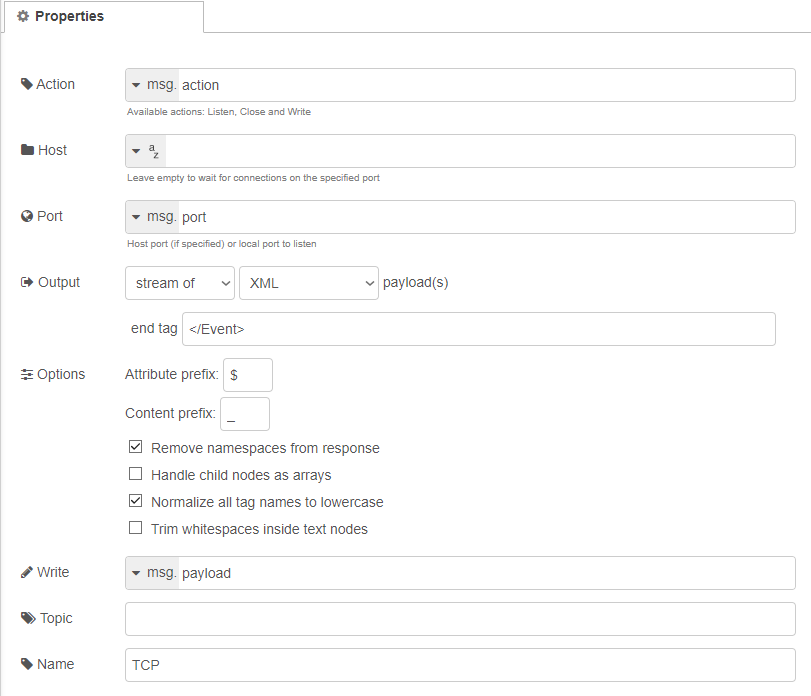 Properties
Action
msg. action
Available actions: Listen, Close and Write
Host
a
z
Leave empty to wait for connections on the specified port
Port
msg. port
Host port (if specified) or local port to listen
Output
stream of
XML
payload(s)
end tag
</Event>
Options
Attribute prefix: $
Content prefix: _
Remove namespaces from response
Handle child nodes as arrays
Normalize all tag names to lowercase
Trim whitespaces inside text nodes
Write
msg. payload
Topic
Name
TCP